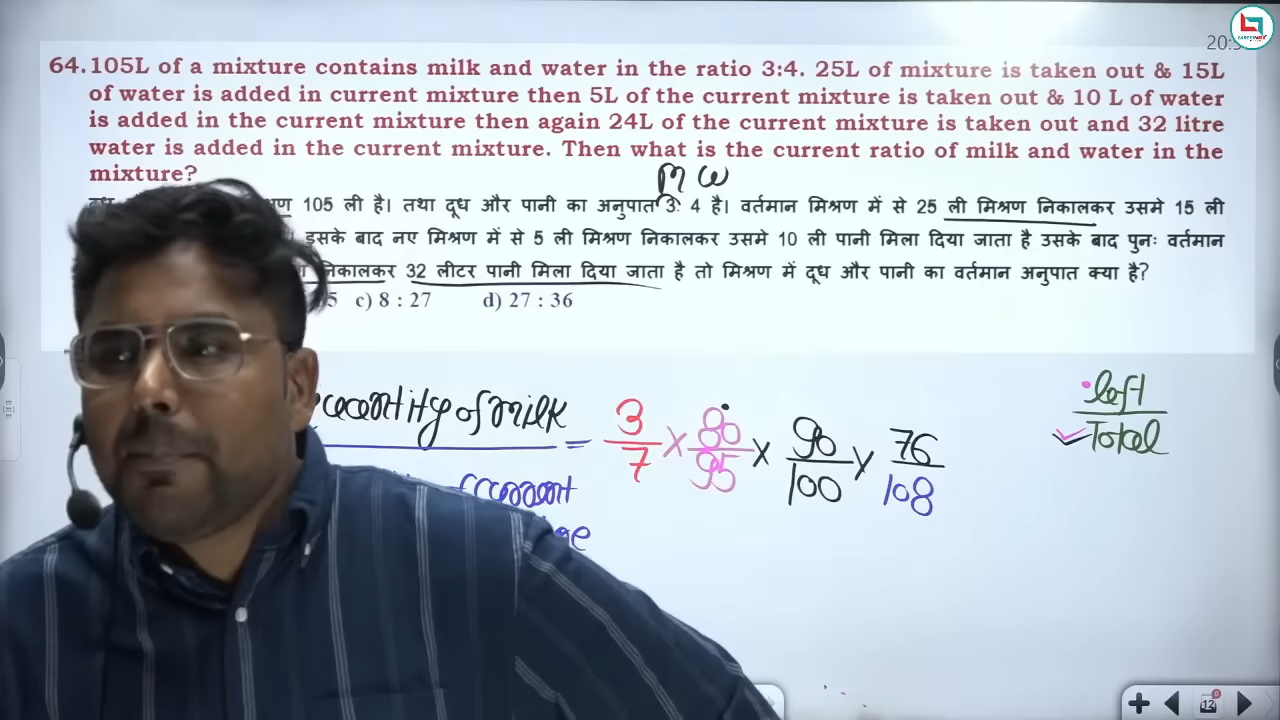 20:
64. 105L of a mixture contains milk and water in the ratio 3:4. 25L of mixture is taken out & 15L
of water is added in current mixture then 5L of the current mixture is taken out & 10 L of water
is added in the current mixture then again 24L of the current mixture is taken out and 32 litre
water is added in the current mixture. Then what is the current ratio of milk and water in the
mixture?
M W
105 ली है। तथा दूध और पानी का अनुपात 3: 4 है। वर्तमान मिश्रण में से 25 ली मिश्रण निकालकर उसमे 15 ली
इसके बाद नए मिश्रण में से 5 ली मिश्रण निकालकर उसमे 10 ली पानी मिला दिया जाता है उसके बाद पुनः वर्तमान
निकालकर 32 लीटर पानी मिला दिया जाता है तो मिश्रण में दूध और पानी का वर्तमान अनुपात क्या है?
5 c) 8 : 27 d) 27 : 36
of milk = 3/7 × 80/95 × 90/100 × 76/108
left
Total
12